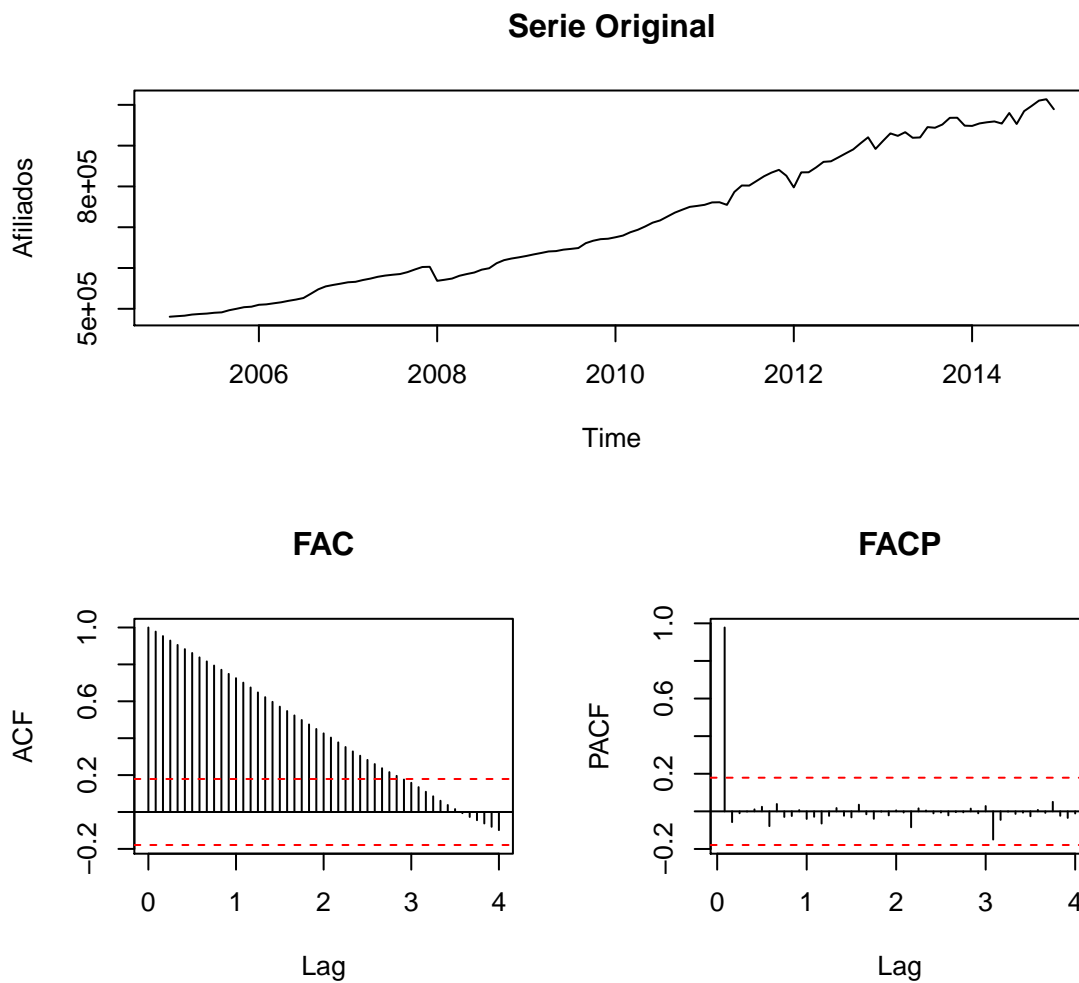 Serie Original
Afiliados
5e+05 8e+05
2006 2008 2010 2012 2014
Time
FAC
ACF
−0.2 0.2 0.6 1.0
0 1 2 3 4
Lag
FACP
PACF
−0.2 0.2 0.6 1.0
0 1 2 3 4
Lag